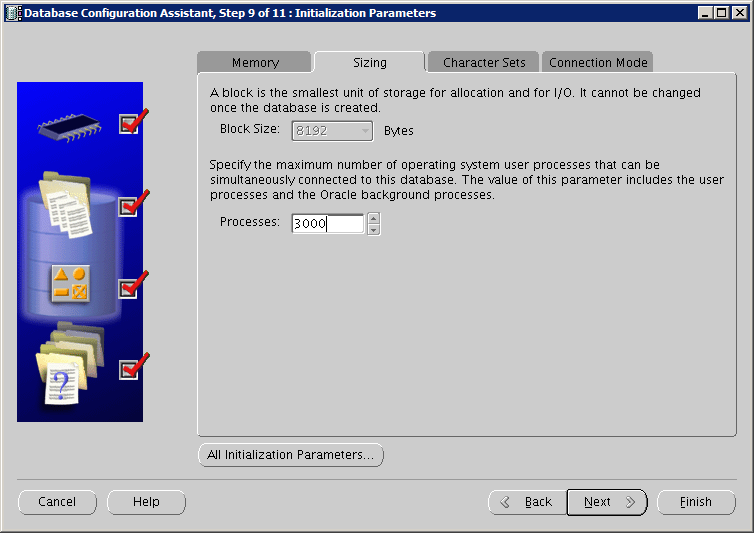 Database Configuration Assistant, Step 9 of 11 : Initialization Parameters
Memory
Sizing
Character Sets
Connection Mode
A block is the smallest unit of storage for allocation and for I/O. It cannot be changed
once the database is created.
Block Size: 8192 Bytes
Specify the maximum number of operating system user processes that can be
simultaneously connected to this database. The value of this parameter includes the user
processes and the Oracle background processes.
Processes: 3000
?
All Initialization Parameters...
Cancel
Help
Back
Next
Finish